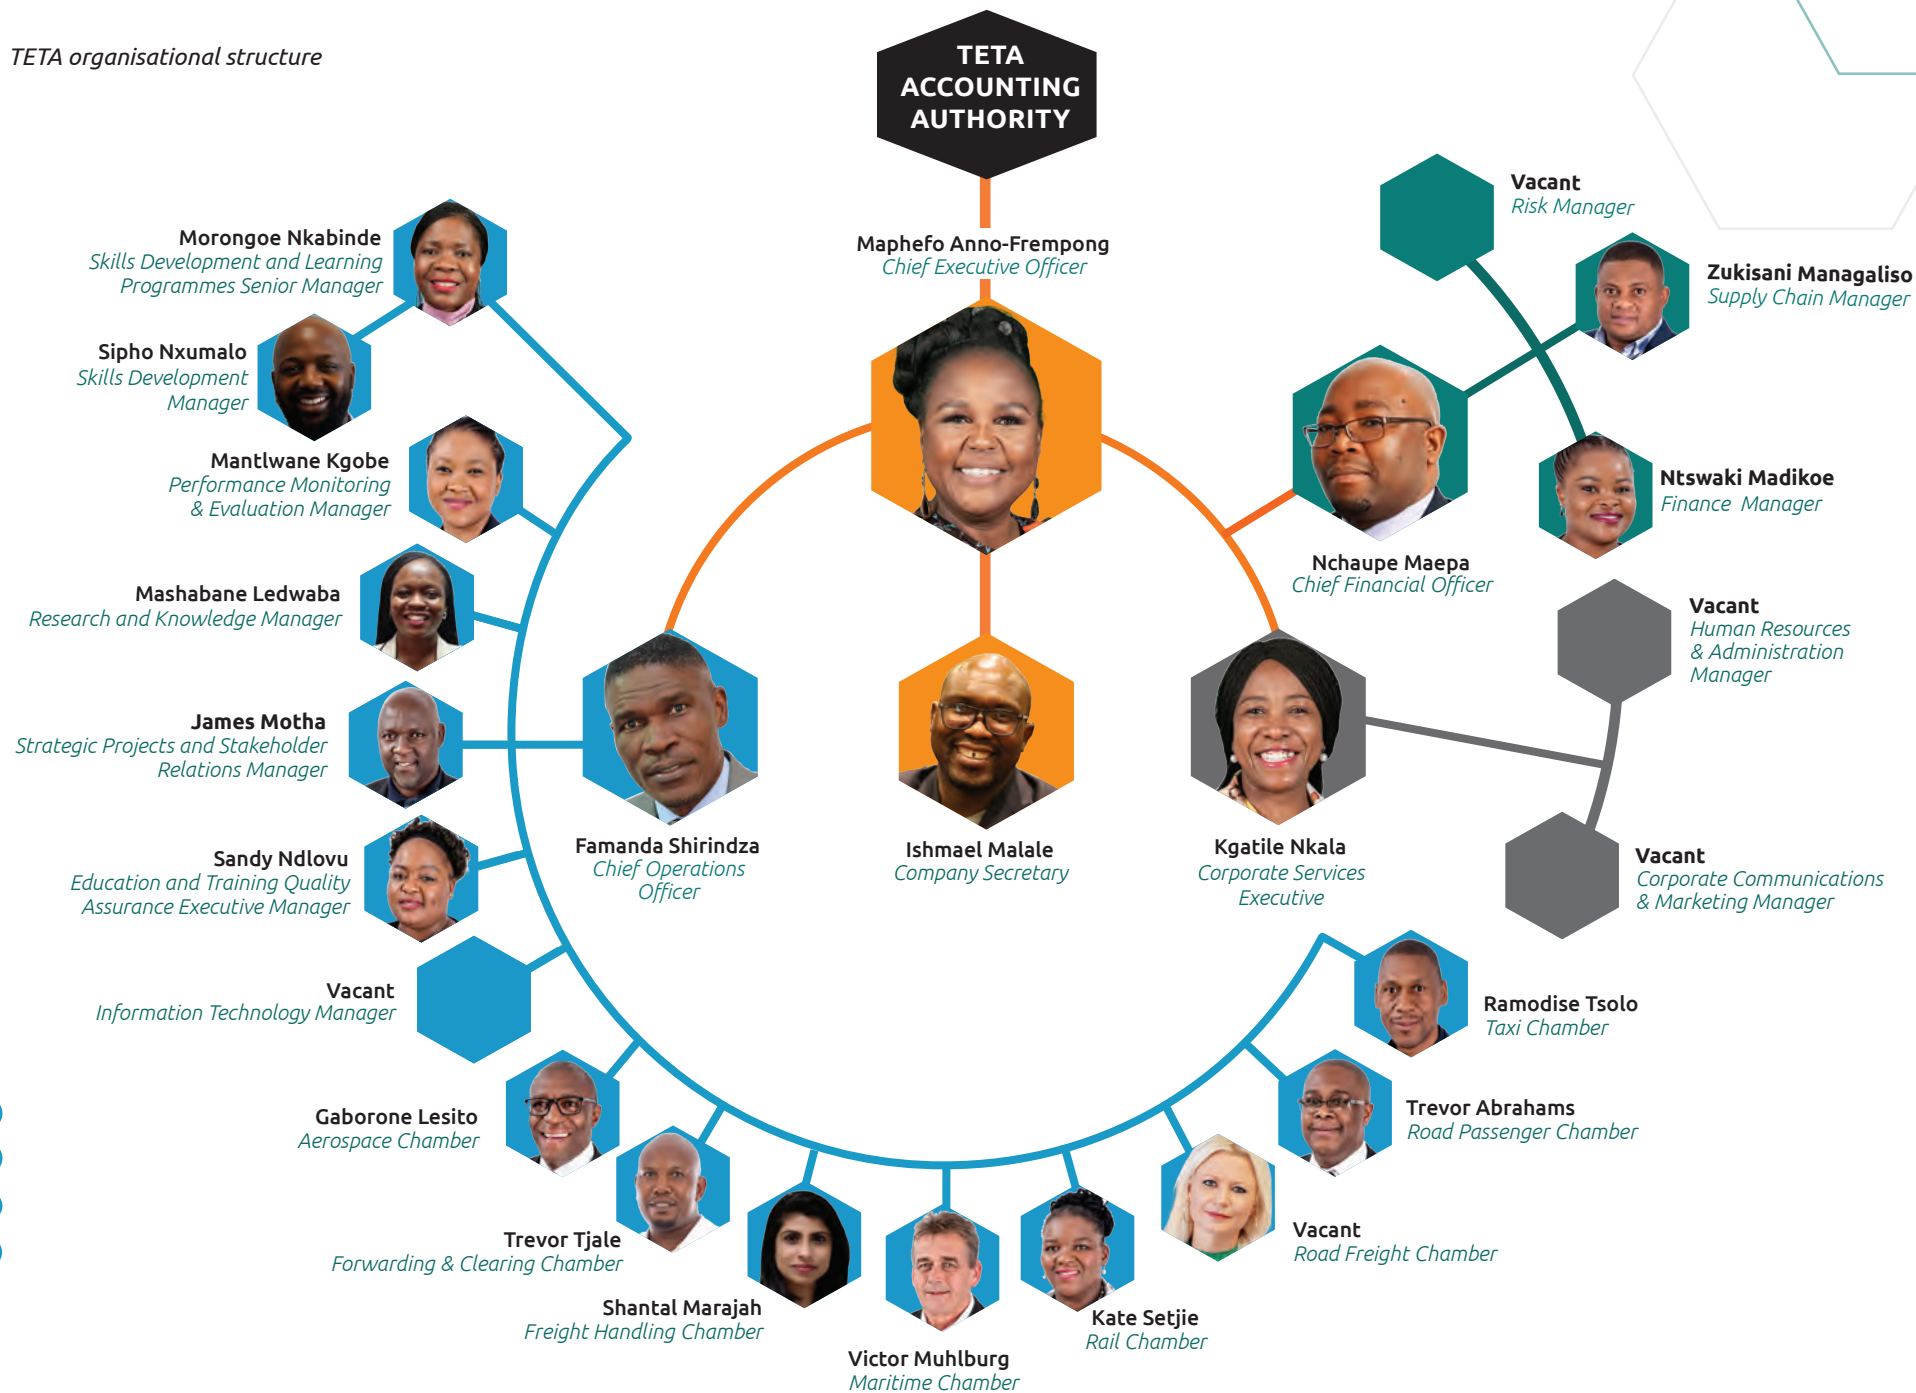 TETA organisational structure
TETA
ACCOUNTING
AUTHORITY
Maphefo Anno-Frempong
Chief Executive Officer
Morongoe Nkabinde
Skills Development and Learning
Programmes Senior Manager
Sipho Nxumalo
Skills Development
Manager
Mantlwane Kgobe
Performance Monitoring
& Evaluation Manager
Mashabane Ledwaba
Research and Knowledge Manager
James Motha
Strategic Projects and Stakeholder
Relations Manager
Sandy Ndlovu
Education and Training Quality
Assurance Executive Manager
Vacant
Information Technology Manager
Gaborone Lesito
Aerospace Chamber
Trevor Tjale
Forwarding & Clearing Chamber
Shantal Marajah
Freight Handling Chamber
Victor Muhlburg
Maritime Chamber
Kate Setjie
Rail Chamber
Vacant
Road Freight Chamber
Trevor Abrahams
Road Passenger Chamber
Ramodise Tsolo
Taxi Chamber
Famanda Shirindza
Chief Operations
Officer
Ishmael Malale
Company Secretary
Kgatile Nkala
Corporate Services
Executive
Nchaupe Maepa
Chief Financial Officer
Vacant
Risk Manager
Zukisani Managaliso
Supply Chain Manager
Ntswaki Madikoe
Finance Manager
Vacant
Human Resources
& Administration
Manager
Vacant
Corporate Communications
& Marketing Manager